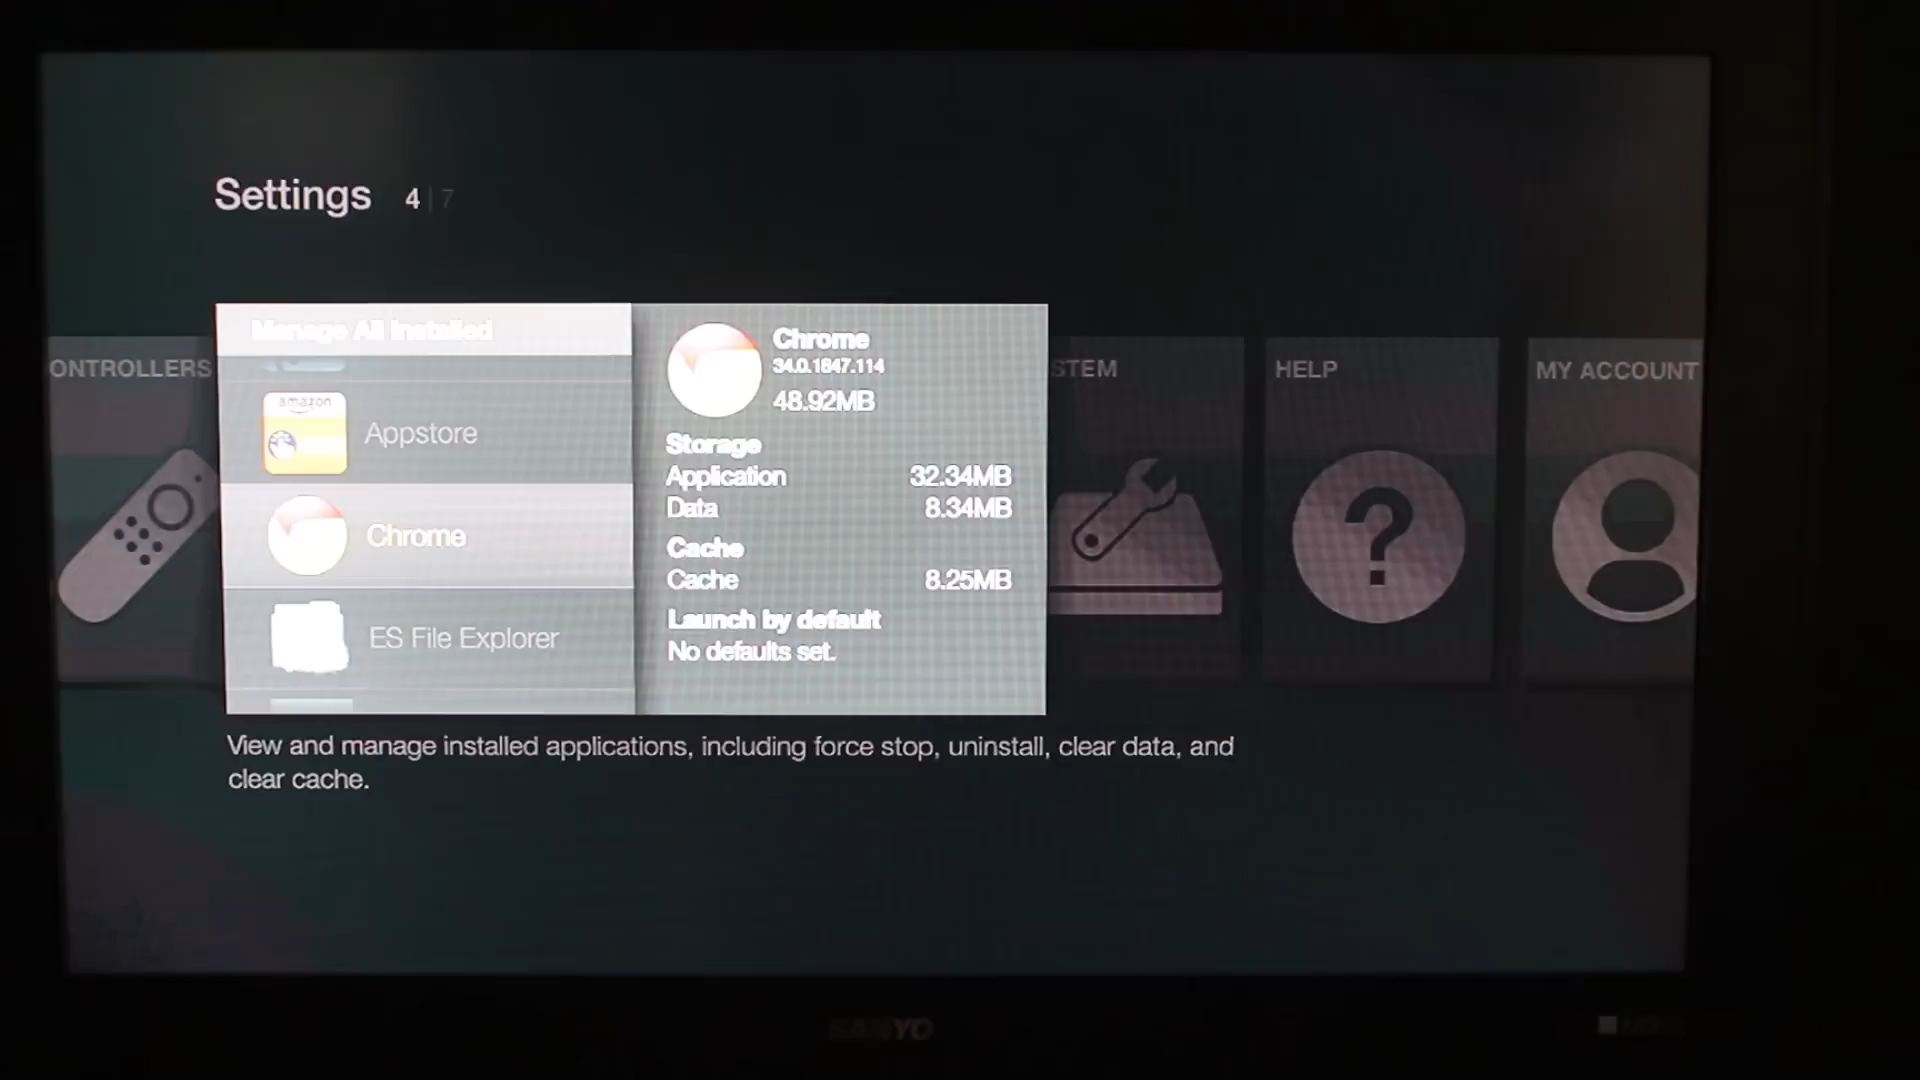 Settings 4 | 7
Manage All Installed
ONTROLLERS
amazon
Appstore
Chrome
ES File Explorer
Chrome
34.0.1847.114
48.92MB
Storage
Application 32.34MB
Data 8.34MB
Cache
Cache 8.25MB
Launch by default
No defaults set.
STEM
HELP
MY ACCOUNT
View and manage installed applications, including force stop, uninstall, clear data, and
clear cache.
SANYO